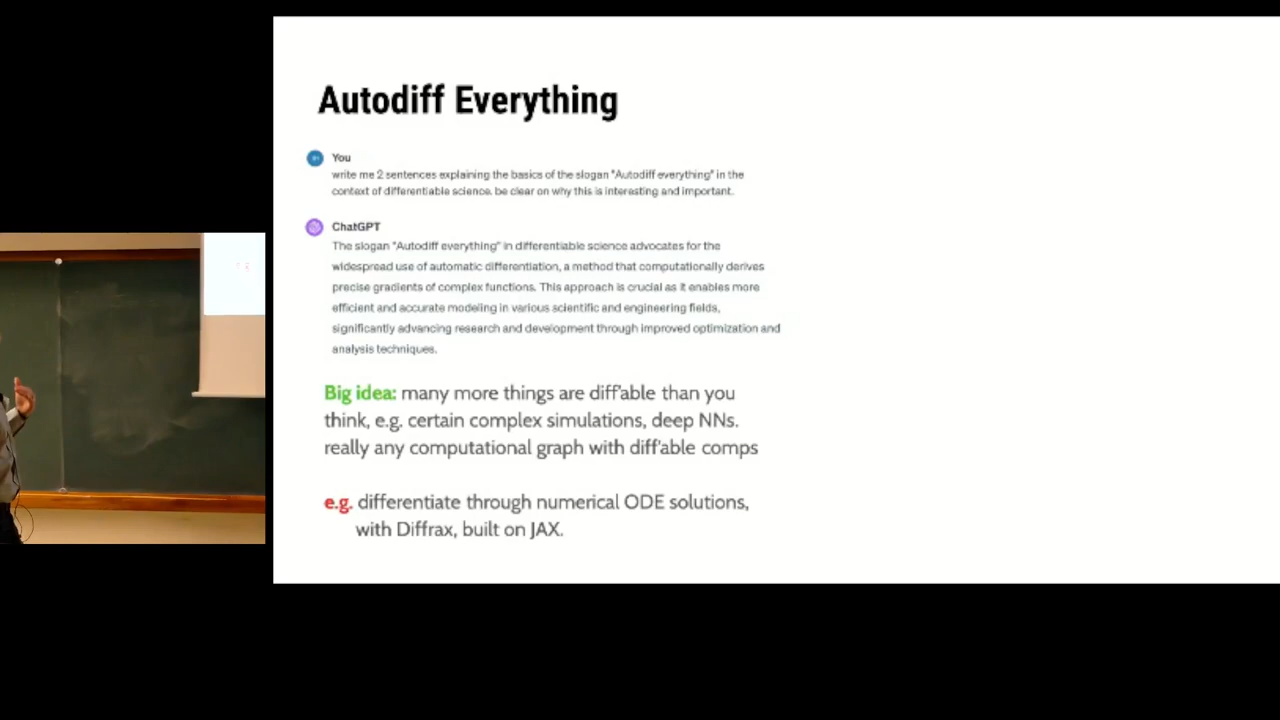 Autodiff Everything
You
write me 2 sentences explaining the basics of the slogan "Autodiff everything" in the
context of differentiable science. be clear on why this is interesting and important.
ChatGPT
The slogan "Autodiff everything" in differentiable science advocates for the
widespread use of automatic differentiation, a method that computationally derives
precise gradients of complex functions. This approach is crucial as it enables more
efficient and accurate modeling in various scientific and engineering fields,
significantly advancing research and development through improved optimization and
analysis techniques.
Big idea: many more things are diff'able than you
think, e.g. certain complex simulations, deep NNs.
really any computational graph with diff'able comps
e.g. differentiate through numerical ODE solutions,
with Diffrax, built on JAX.